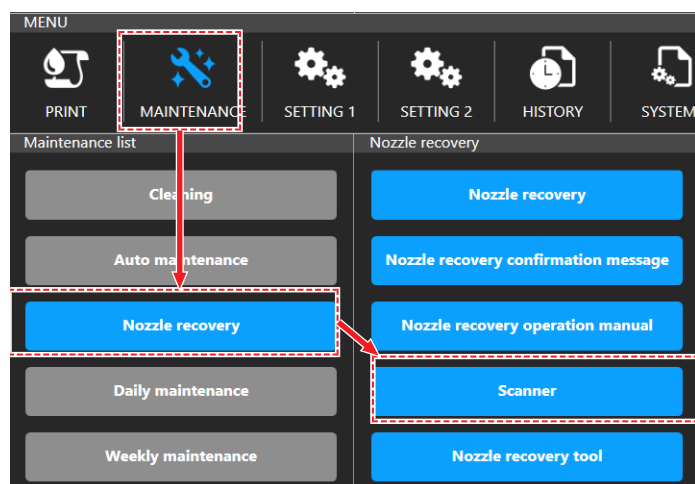 MENU
PRINT
MAINTENANCE
SETTING 1
SETTING 2
HISTORY
SYSTEM
Maintenance list
Nozzle recovery
Cleaning
Nozzle recovery
Auto maintenance
Nozzle recovery confirmation message
Nozzle recovery
Nozzle recovery operation manual
Daily maintenance
Scanner
Weekly maintenance
Nozzle recovery tool